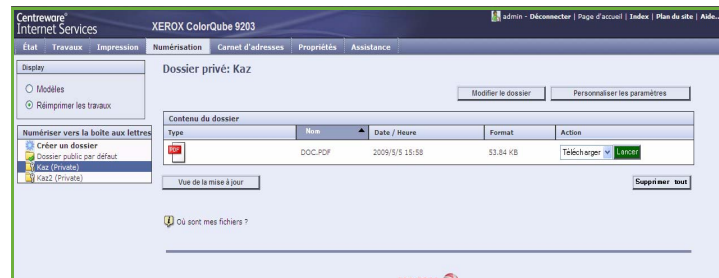 Centreware®
Internet Services
XEROX ColorQube 9203
admin - Déconnecter | Page d'accueil | Index | Plan du site | Aide..
État Travaux Impression Numérisation Carnet d'adresses Propriétés Assistance
Display
Modèles
Réimprimer les travaux
Numériser vers la boîte aux lettres
Créer un dossier
Dossier public par défaut
Kaz (Private)
Kaz2 (Private)
Dossier privé: Kaz
Modifier le dossier Personnaliser les paramètres
Contenu du dossier
Type Nom Date / Heure Format Action
PDF DOC.PDF 2009/5/5 15:58 53.84 KB Télécharger Lancer
Vue de la mise à jour Supprimer tout
Où sont mes fichiers ?